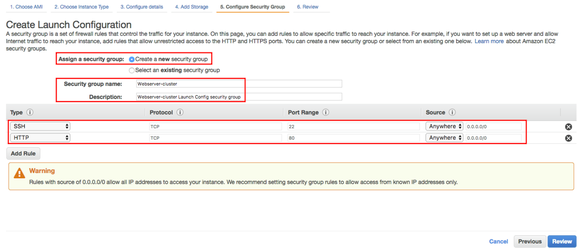 1. Choose AMI 2. Choose Instance Type 3. Configure details 4. Add Storage 5. Configure Security Group 6. Review
Create Launch Configuration
A security group is a set of firewall rules that control the traffic for your instance. On this page, you can add rules to allow specific traffic to reach your instance. For example, if you want to set up a web server and allow
Internet traffic to reach your instance, add rules that allow unrestricted access to the HTTP and HTTPS ports. You can create a new security group or select from an existing one below. Learn more about Amazon EC2
security groups.
Assign a security group: Create a new security group
Select an existing security group
Security group name: Webserver-cluster
Description: Webserver-cluster Launch Config security group
Type i Protocol i Port Range i Source i
SSH TCP 22 Anywhere 0.0.0.0/0
HTTP TCP 80 Anywhere 0.0.0.0/0
Add Rule
Warning
Rules with source of 0.0.0.0/0 allow all IP addresses to access your instance. We recommend setting security group rules to allow access from known IP addresses only.
Cancel Previous Review